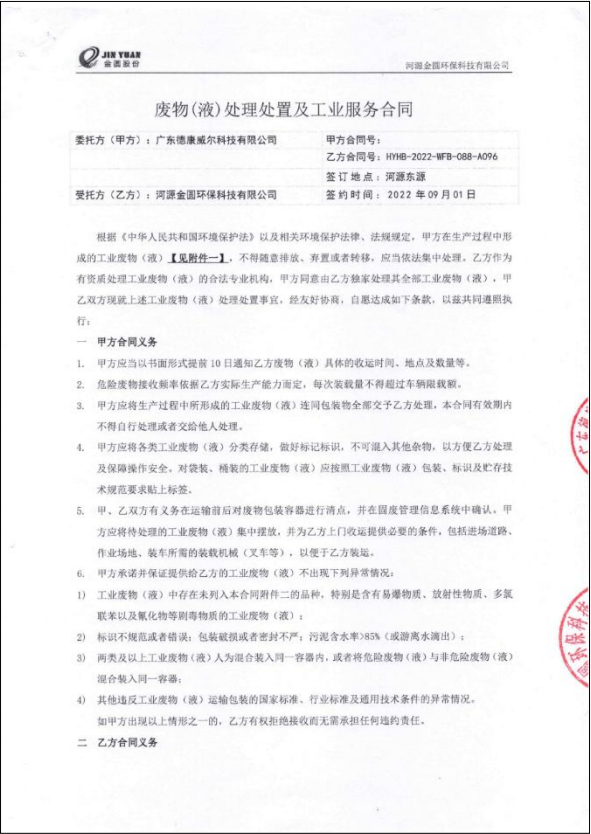 JIN YUAN
金圆股份
河源金圆环保科技有限公司
废物(液)处理处置及工业服务合同
委托方（甲方）：广东德康威尔科技有限公司
甲方合同号：
乙方合同号：HYHB-2022-WFB-088-A096
签订地点：河源东源
受托方（乙方）：河源金圆环保科技有限公司
签约时间：2022 年 09 月 01 日
根据《中华人民共和国环境保护法》以及相关环境保护法律、法规规定，甲方在生产过程中形
成的工业废物（液）【见附件一】，不得随意排放、弃置或者转移，应当依法集中处理。乙方作为
有资质处理工业废物（液）的合法专业机构，甲方同意由乙方独家处理其全部工业废物（液），甲
乙双方现就上述工业废物（液）处理处置事宜，经友好协商，自愿达成如下条款，以兹共同遵照执
行：
一 甲方合同义务
1. 甲方应当以书面形式提前 10 日通知乙方废物（液）具体的收运时间、地点及数量等。
2. 危险废物接收频率依据乙方实际生产能力而定，每次装载量不得超过车辆限载额。
3. 甲方应将生产过程中所形成的工业废物（液）连同包装物全部交予乙方处理，本合同有效期内
不得自行处理或者交给他人处理。
4. 甲方应将各类工业废物（液）分类存储，做好标记标识，不可混入其他杂物，以方便乙方处理
及保障操作安全。对袋装、桶装的工业废物（液）应按照工业废物（液）包装、标识及贮存技
术规范要求贴上标签。
5. 甲、乙双方有义务在运输前后对废物包装容器进行清点，并在固废管理信息系统中确认。甲
方应将待处理的工业废物（液）集中摆放，并为乙方上门收运提供必要的条件，包括进场道路、
作业场地、装车所需的装载机械（叉车等），以便于乙方装运。
6. 甲方承诺并保证提供给乙方的工业废物（液）不出现下列异常情况：
1) 工业废物（液）中存在未列入本合同附件二的品种，特别是含有易爆物质、放射性物质、多氯
联苯以及氰化物等剧毒物质的工业废物（液）；
2) 标识不规范或者错误；包装破损或者密封不严；污泥含水率>85%（或游离水滴出）；
3) 两类及以上工业废物（液）人为混合装入同一容器内，或者将危险废物（液）与非危险废物（液）
混合装入同一容器；
4) 其他违反工业废物（液）运输包装的国家标准、行业标准及通用技术条件的异常情况。
如甲方出现以上情形之一的，乙方有权拒绝接收而无需承担任何违约责任。
二 乙方合同义务
广东
环保科技